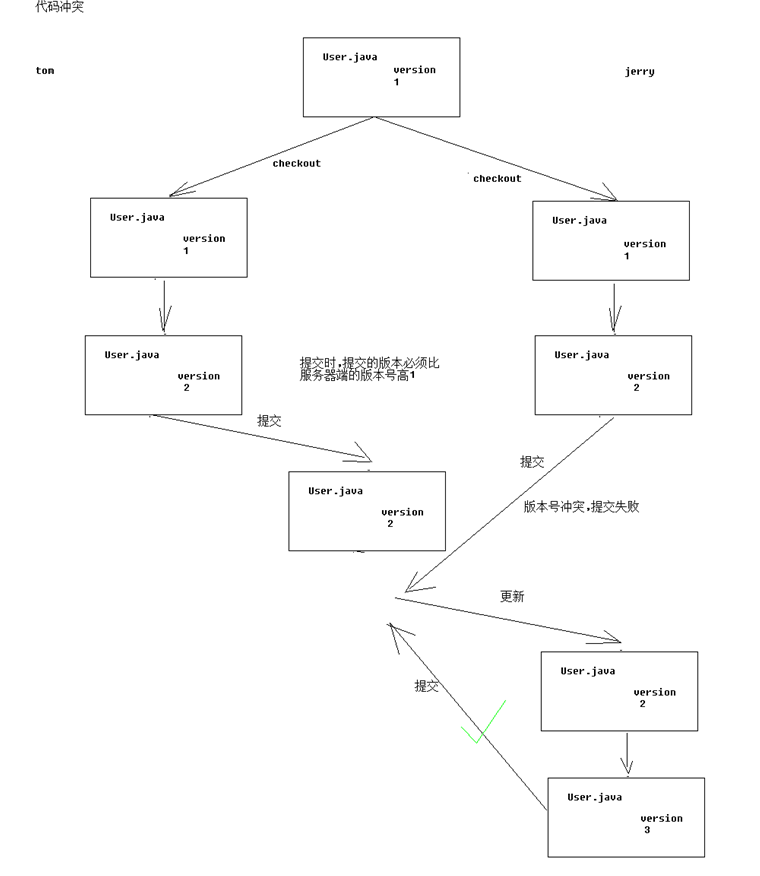 代码冲突
User.java
version
1
tom
jerry
checkout
checkout
User.java
version
1
User.java
version
1
User.java
version
2
提交时,提交的版本必须比
服务器端的版本号高1
User.java
version
2
提交
提交
User.java
version
2
版本号冲突,提交失败
更新
User.java
version
2
提交
User.java
version
3